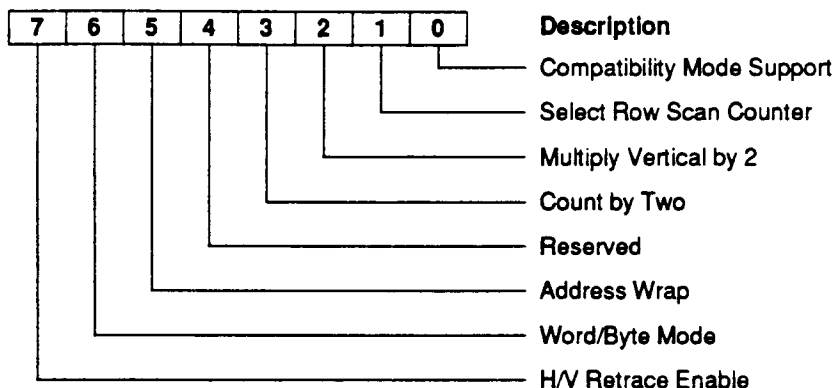 7 6 5 4 3 2 1 0 Description
Compatibility Mode Support
Select Row Scan Counter
Multiply Vertical by 2
Count by Two
Reserved
Address Wrap
Word/Byte Mode
H/V Retrace Enable